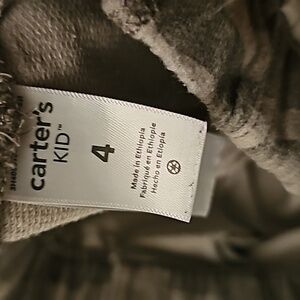 carter's
KID™
4
Made in Ethiopia
Fabriqué en Éthiopie
Hecho en Etiopía